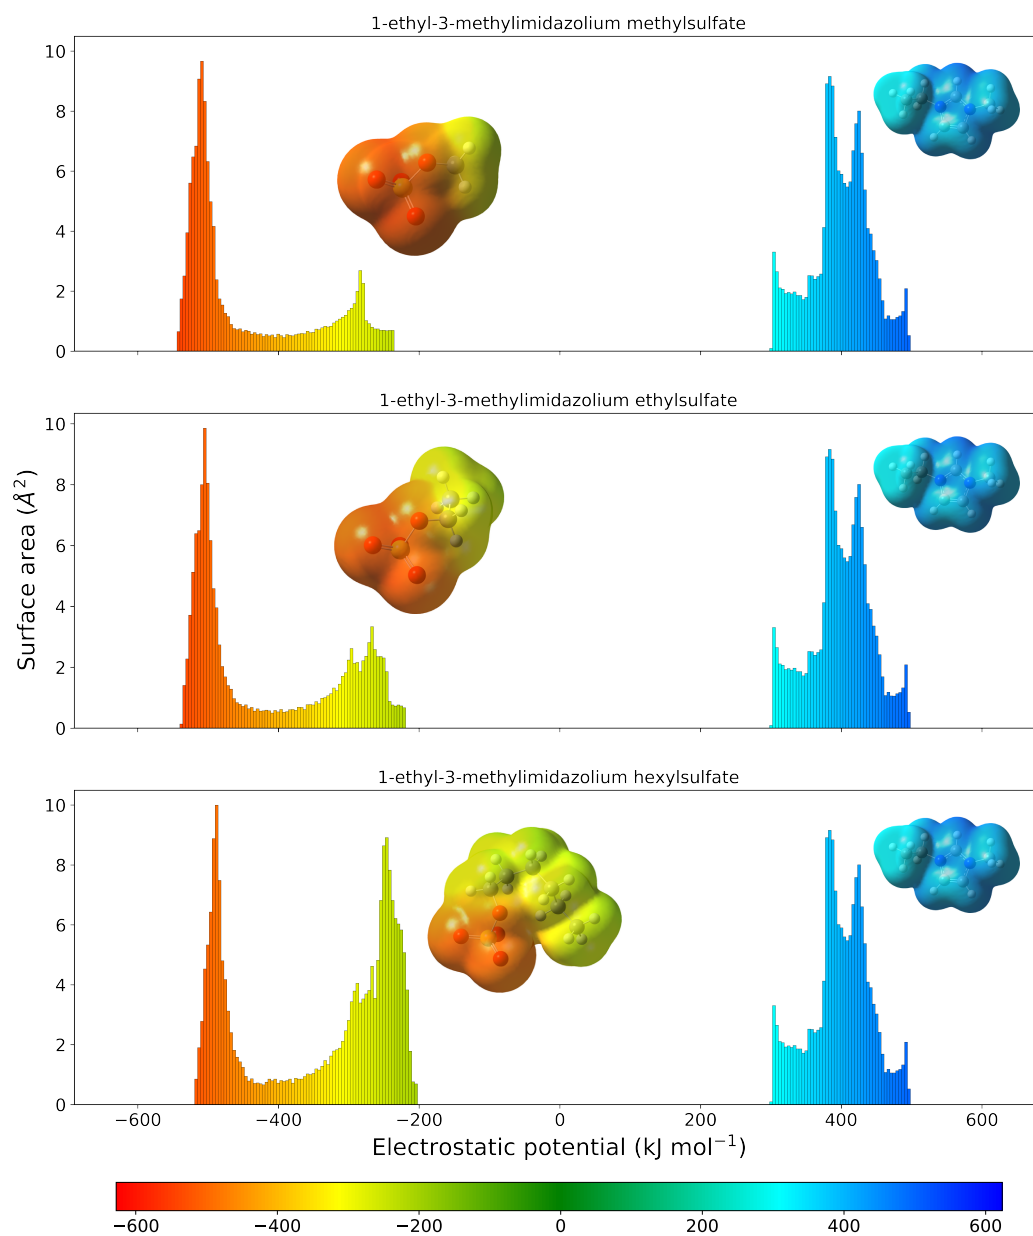 1-ethyl-3-methylimidazolium methylsulfate
10
8
6
4
2
0
1-ethyl-3-methylimidazolium ethylsulfate
10
8
6
4
2
0
Surface area (Å²)
1-ethyl-3-methylimidazolium hexylsulfate
10
8
6
4
2
0
−600 −400 −200 0 200 400 600
Electrostatic potential (kJ mol⁻¹)
−600 −400 −200 0 200 400 600